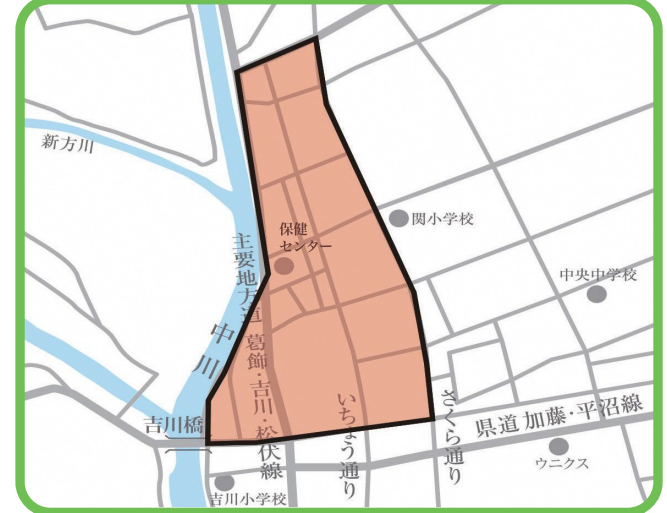 新方川
関小学校
保健
センター
中央中学校
主要地方道 葛飾・吉川・松伏線
中川
いちょう通り
さくら通り
吉川橋
県道 加藤・平沼線
ウニクス
吉川小学校